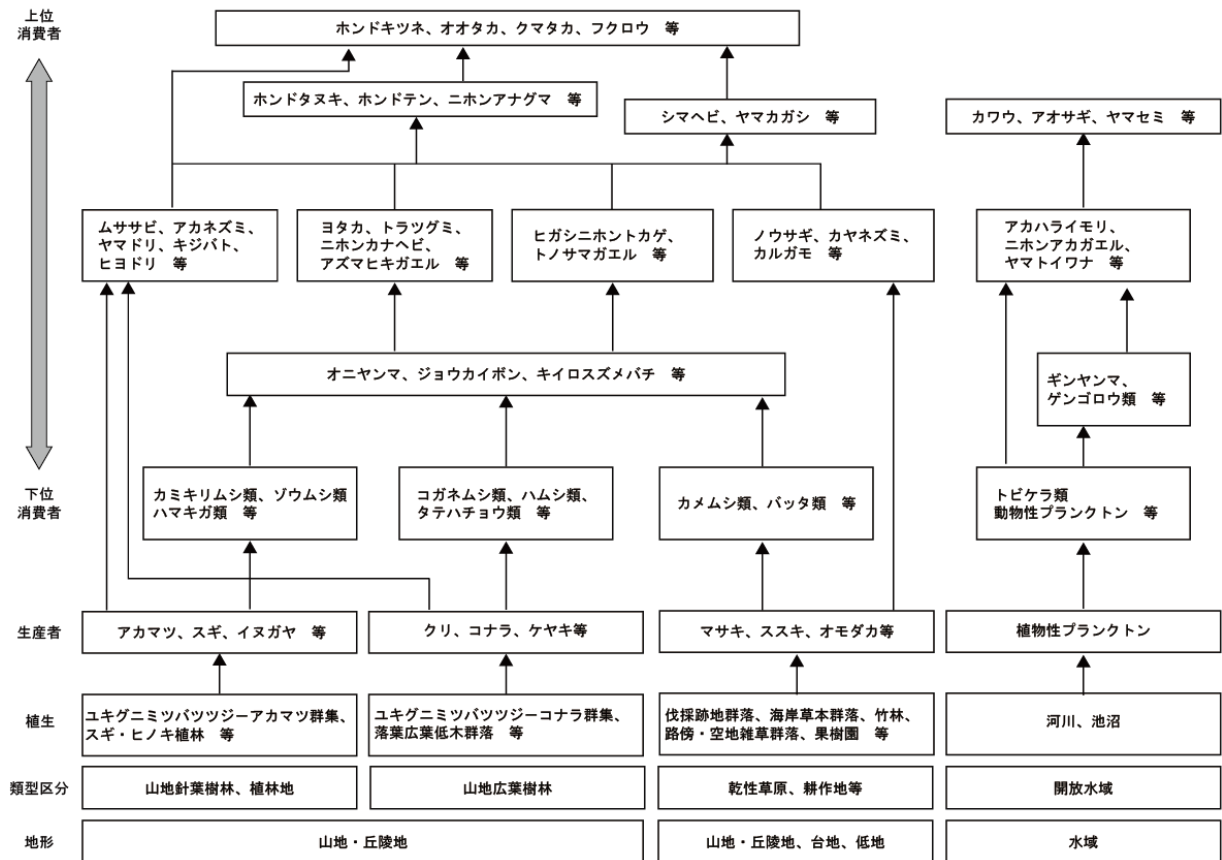 上位
消費者
ホンドキツネ、オオタカ、クマタカ、フクロウ　等
ホンドタヌキ、ホンドテン、ニホンアナグマ　等
シマヘビ、ヤマカガシ　等
カワウ、アオサギ、ヤマセミ　等
ムササビ、アカネズミ、
ヤマドリ、キジバト、
ヒヨドリ　等
ヨタカ、トラツグミ、
ニホンカナヘビ、
アズマヒキガエル　等
ヒガシニホントカゲ、
トノサマガエル　等
ノウサギ、カヤネズミ、
カルガモ　等
アカハライモリ、
ニホンアカガエル、
ヤマトイワナ　等
オニヤンマ、ジョウカイボン、キイロスズメバチ　等
ギンヤンマ、
ゲンゴロウ類　等
下位
消費者
カミキリムシ類、ゾウムシ類
ハマキガ類　等
コガネムシ類、ハムシ類、
タテハチョウ類　等
カメムシ類、バッタ類　等
トビケラ類
動物性プランクトン　等
生産者
アカマツ、スギ、イヌガヤ　等
クリ、コナラ、ケヤキ等
マサキ、ススキ、オモダカ等
植物性プランクトン
植生
ユキグニミツバツツジーアカマツ群集、
スギ・ヒノキ植林　等
ユキグニミツバツツジーコナラ群集、
落葉広葉低木群落　等
伐採跡地群落、海岸草本群落、竹林、
路傍・空地雑草群落、果樹園　等
河川、池沼
類型区分
山地針葉樹林、植林地
山地広葉樹林
乾性草原、耕作地等
開放水域
地形
山地・丘陵地
山地・丘陵地、台地、低地
水域